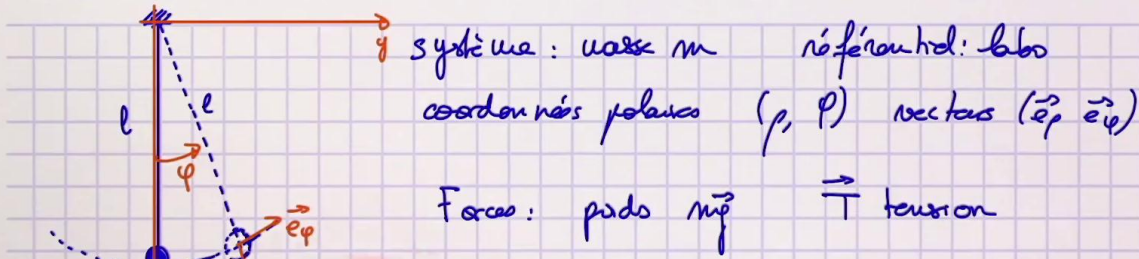 y
système : masse m référentiel: labo
l l coordonnées polaires (ρ, φ) vecteurs (e⃗ρ e⃗φ)
φ
Forces: poids mg⃗ T⃗ tension
e⃗φ